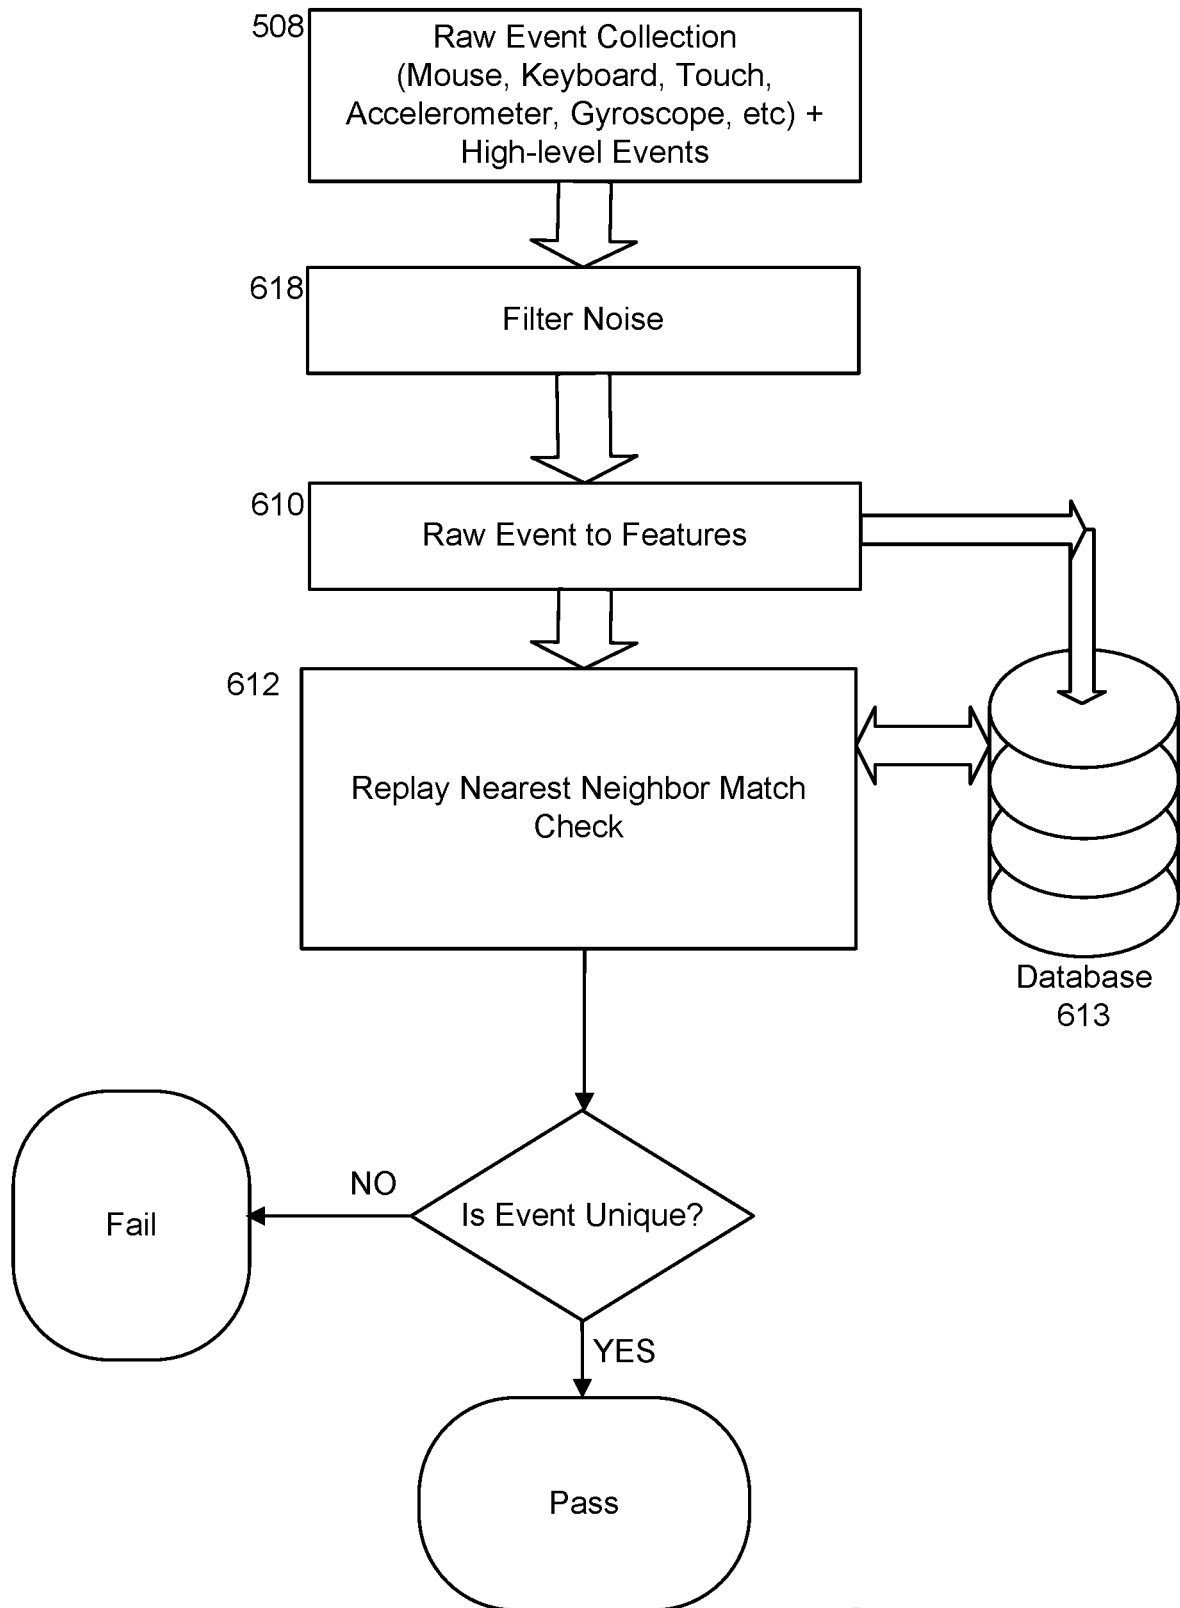 508
Raw Event Collection
(Mouse, Keyboard, Touch,
Accelerometer, Gyroscope, etc) +
High-level Events
618
Filter Noise
610
Raw Event to Features
612
Replay Nearest Neighbor Match
Check
Database
613
NO
Is Event Unique?
Fail
YES
Pass